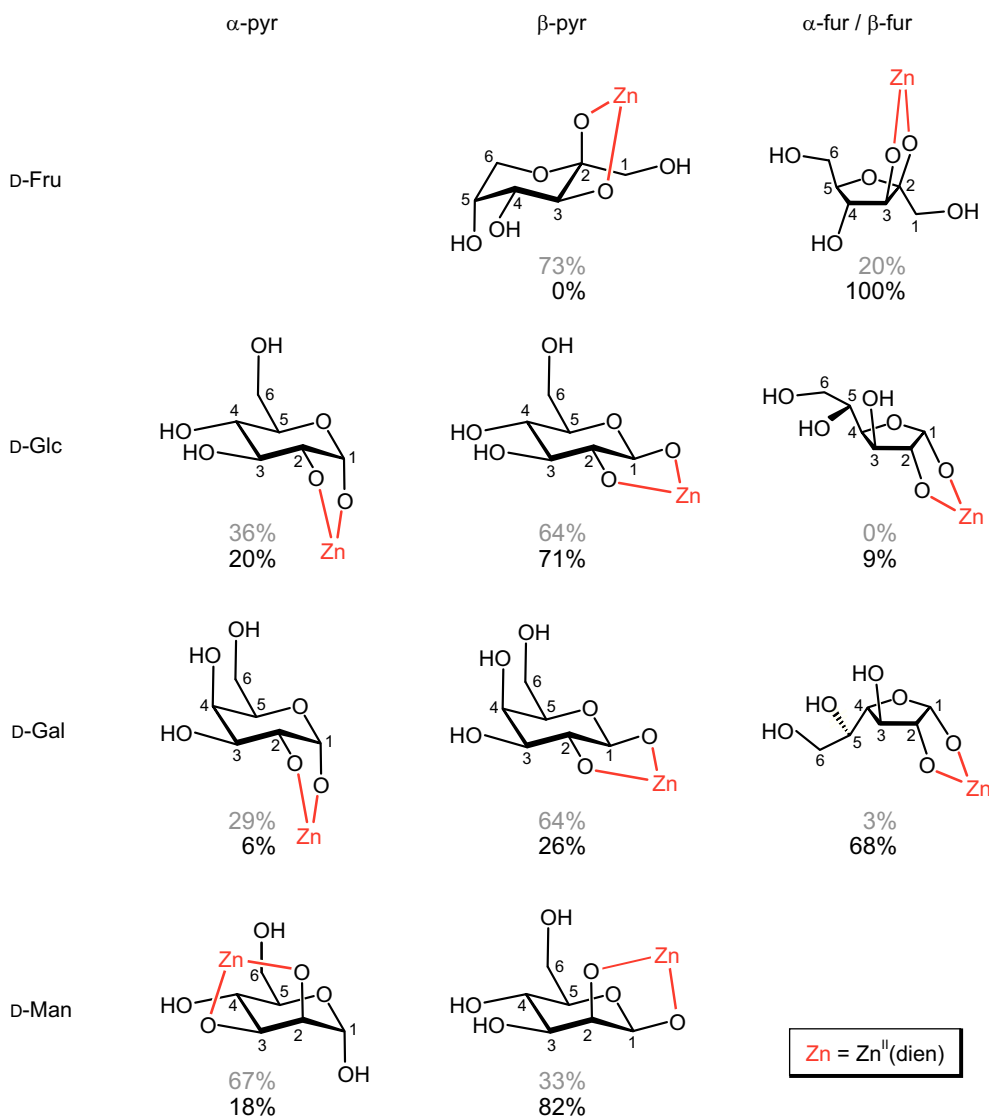 α-pyr
β-pyr
α-fur / β-fur
D-Fru
Zn
O
O
6
O
2
1
OH
5
4
3
O
HO
OH
73%
0%
Zn
6
HO
O
O
5
O
2
4
3
1
OH
HO
20%
100%
D-Glc
OH
6
4
5
O
HO
HO
3
2
1
O
O
Zn
36%
20%
OH
6
4
5
O
O
HO
HO
3
2
1
O
Zn
64%
71%
6
HO
5
OH
HO
4
O
1
3
2
O
O
Zn
0%
9%
D-Gal
OH
HO
6
4
5
O
HO
3
2
1
O
O
Zn
29%
6%
OH
HO
6
4
5
O
O
HO
3
2
1
O
Zn
64%
26%
HO
HO
4
O
1
HO
5
3
2
O
6
O
Zn
3%
68%
D-Man
OH
Zn
6
O
HO
4
5
O
O
3
2
1
OH
67%
18%
OH
6
O
Zn
HO
4
5
O
HO
3
2
1
O
33%
82%
Zn = ZnII(dien)